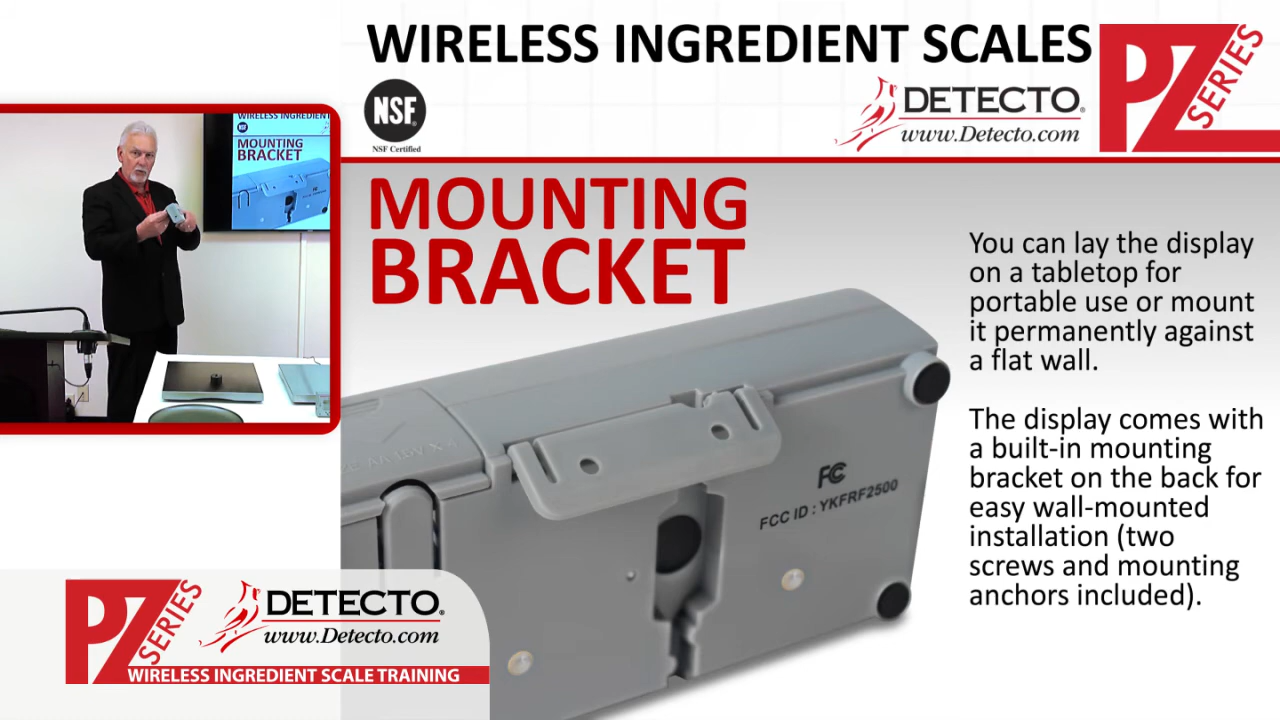 WIRELESS INGREDIENT SCALES
PZ SERIES
NSF®
NSF Certified
DETECTO®
www.Detecto.com
WIRELESS INGREDIENT
NSF
MOUNTING
BRACKET
MOUNTING
BRACKET
You can lay the display
on a tabletop for
portable use or mount
it permanently against
a flat wall.
The display comes with
a built-in mounting
bracket on the back for
easy wall-mounted
installation (two
screws and mounting
anchors included).
FC
FCC ID : YKFRF2500
PZ SERIES
DETECTO®
www.Detecto.com
WIRELESS INGREDIENT SCALE TRAINING